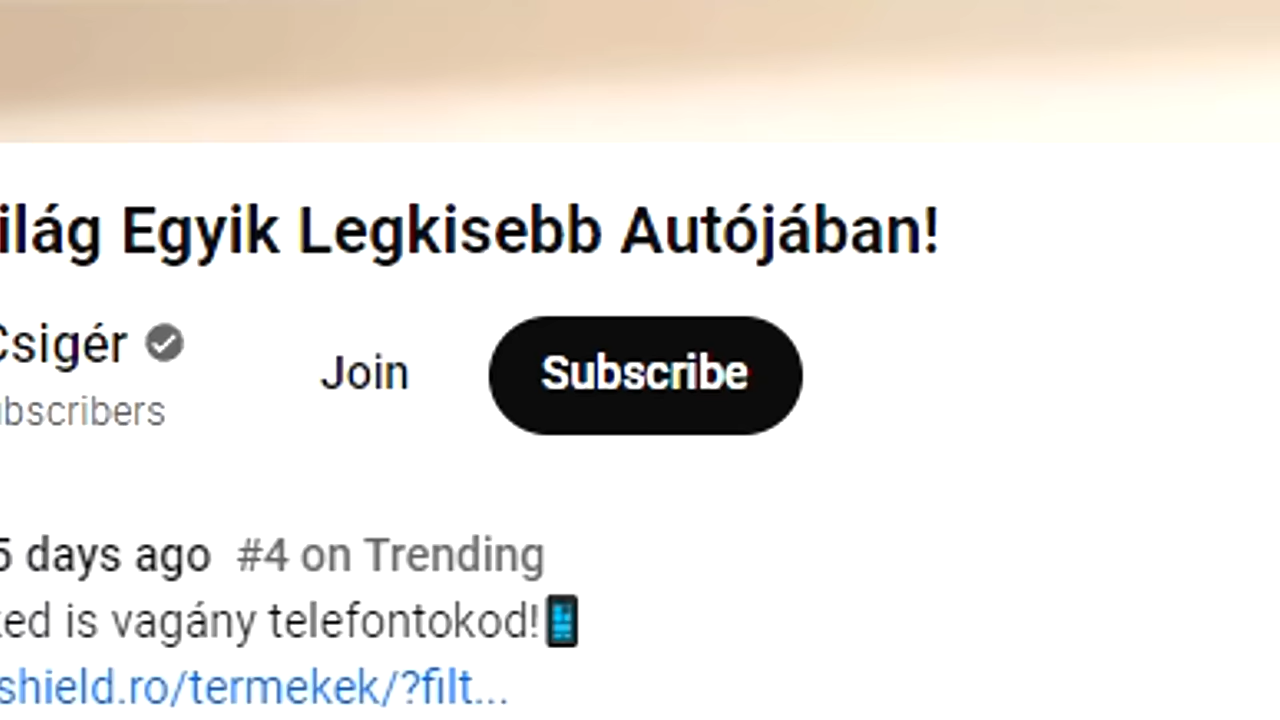 ilág Egyik Legkisebb Autójában!
Csigér
Join
Subscribe
ubscribers
5 days ago #4 on Trending
ked is vagány telefontokod!
shield.ro/termekek/?filt...